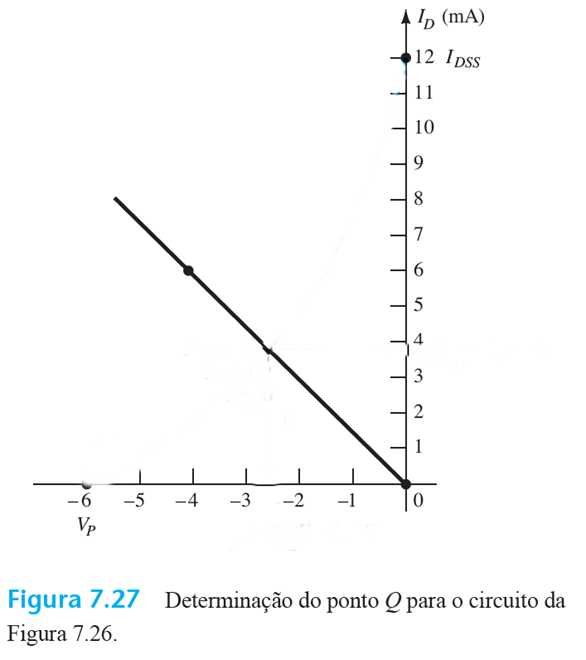 I_D (mA)
12 I_DSS
11
10
9
8
7
6
5
4
3
2
1
–6 –5 –4 –3 –2 –1 0
V_P
Figura 7.27 Determinação do ponto Q para o circuito da
Figura 7.26.